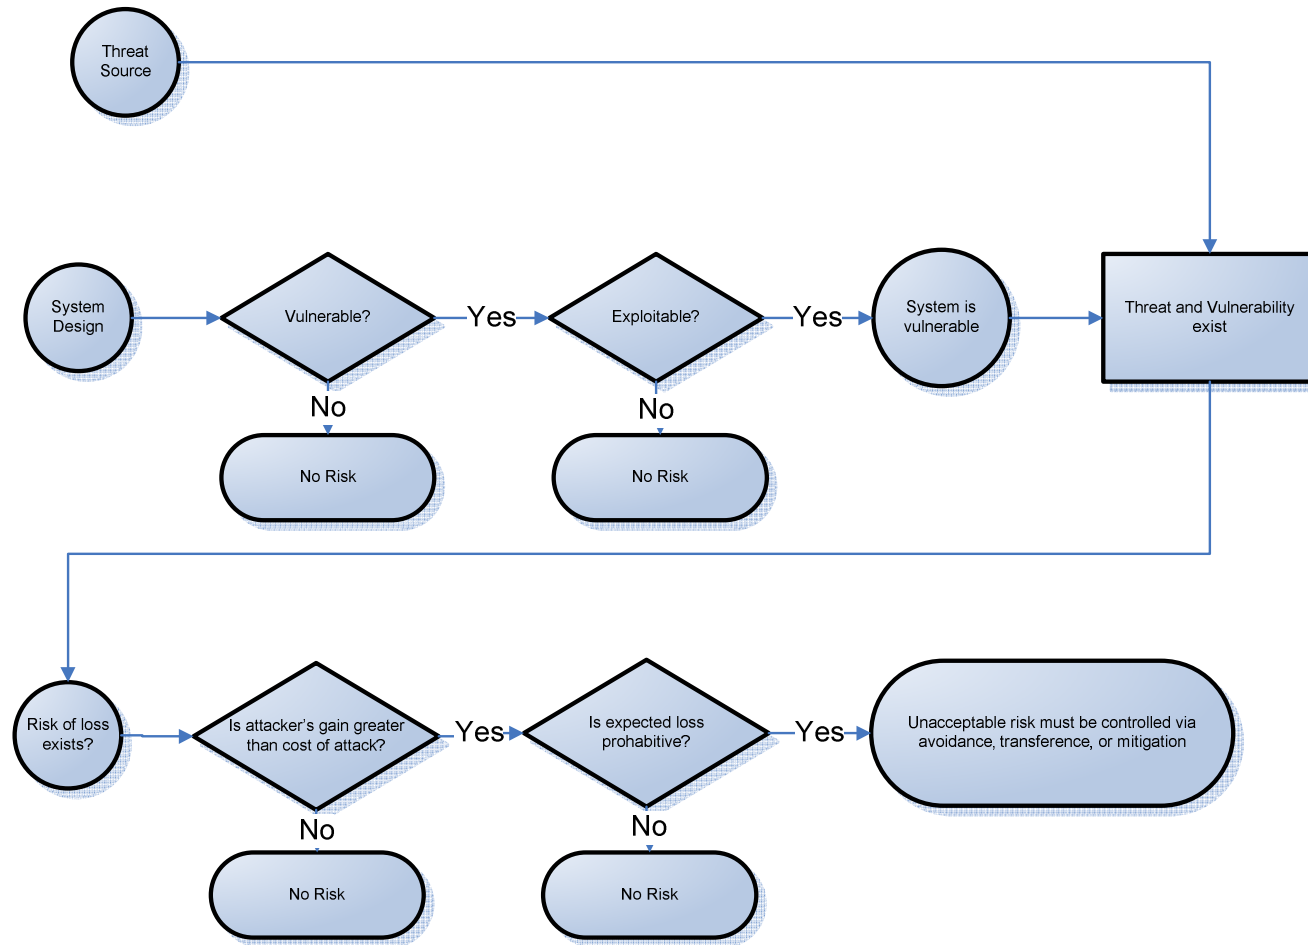 Threat
Source
System
Design
Vulnerable?
Yes
Exploitable?
Yes
System is
vulnerable
Threat and Vulnerability
exist
No
No
No Risk
No Risk
Risk of loss
exists?
Is attacker's gain greater
than cost of attack?
Yes
Is expected loss
prohabitive?
Yes
Unacceptable risk must be controlled via
avoidance, transference, or mitigation
No
No
No Risk
No Risk